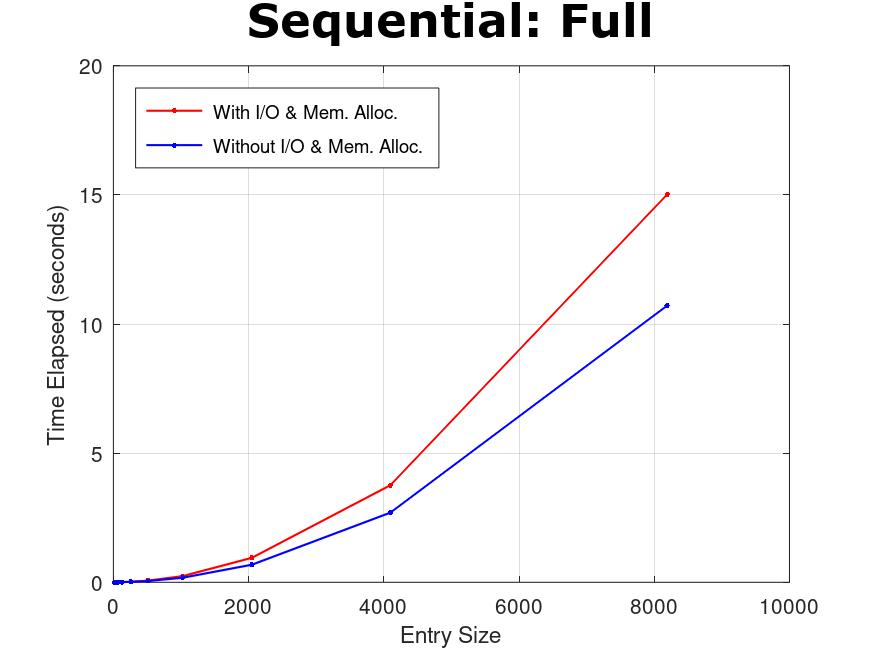 Sequential: Full
20
With I/O & Mem. Alloc.
Without I/O & Mem. Alloc.
15
10
5
0
Time Elapsed (seconds)
0 2000 4000 6000 8000 10000
Entry Size